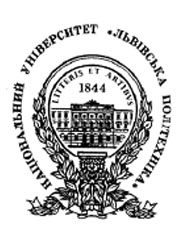 НАЦІОНАЛЬНИЙ УНІВЕРСИТЕТ «ЛЬВІВСЬКА ПОЛІТЕХНІКА»
LITTERIS ET ARTIBUS
1844